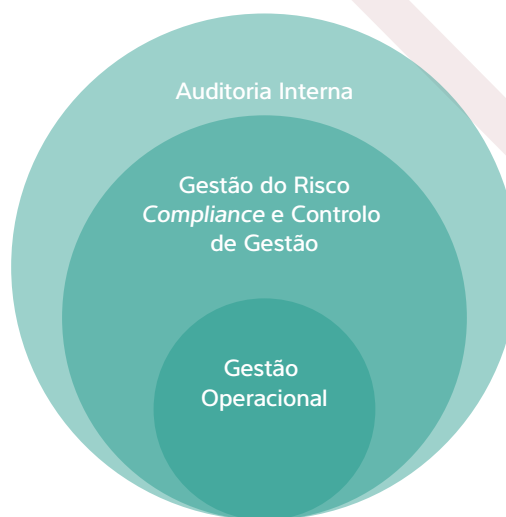 Auditoria Interna
Gestão do Risco
Compliance e Controlo
de Gestão
Gestão
Operacional